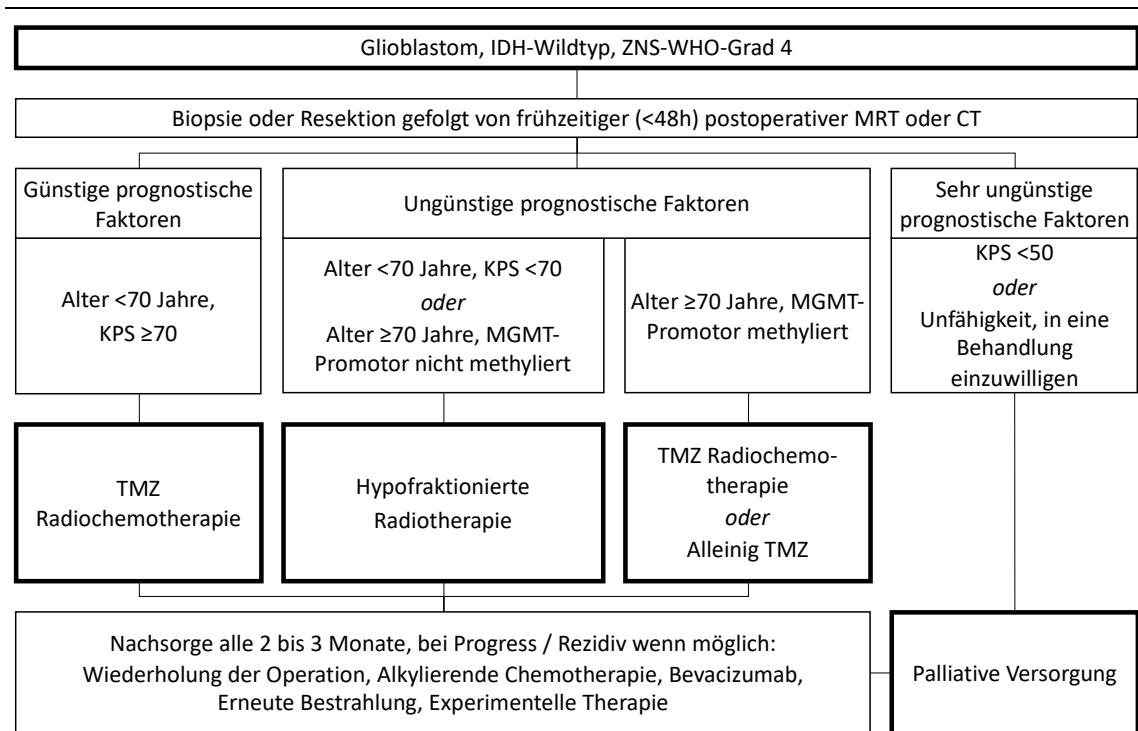 Glioblastom, IDH-Wildtyp, ZNS-WHO-Grad 4
Biopsie oder Resektion gefolgt von frühzeitiger (<48h) postoperativer MRT oder CT
Günstige prognostische
Faktoren
Ungünstige prognostische Faktoren
Sehr ungünstige
prognostische Faktoren
Alter <70 Jahre,
KPS ≥70
Alter <70 Jahre, KPS <70
oder
Alter ≥70 Jahre, MGMT-
Promotor nicht methyliert
Alter ≥70 Jahre, MGMT-
Promotor methyliert
KPS <50
oder
Unfähigkeit, in eine
Behandlung
einzuwilligen
TMZ
Radiochemotherapie
Hypofraktionierte
Radiotherapie
TMZ Radiochemo-
therapie
oder
Alleinig TMZ
Nachsorge alle 2 bis 3 Monate, bei Progress / Rezidiv wenn möglich:
Wiederholung der Operation, Alkylierende Chemotherapie, Bevacizumab,
Erneute Bestrahlung, Experimentelle Therapie
Palliative Versorgung